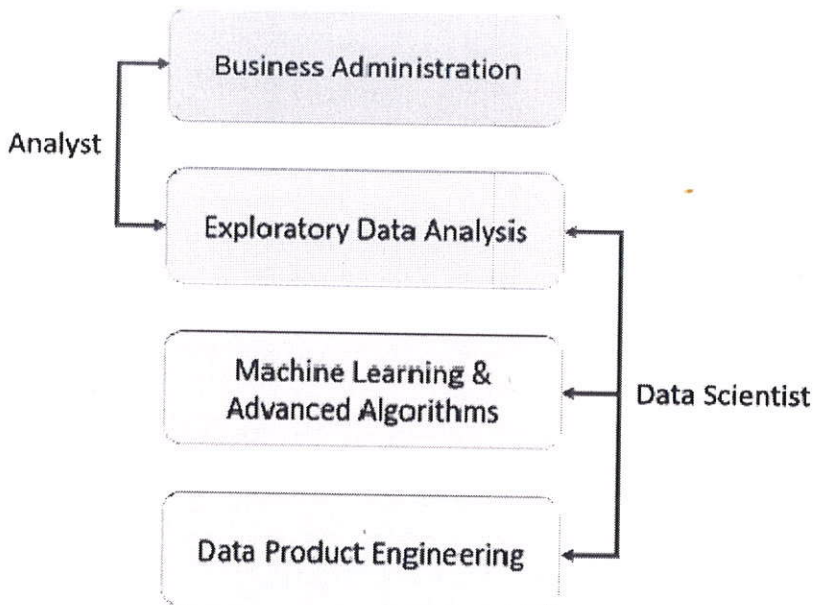 Business Administration
Analyst
Exploratory Data Analysis
Machine Learning &
Advanced Algorithms
Data Scientist
Data Product Engineering